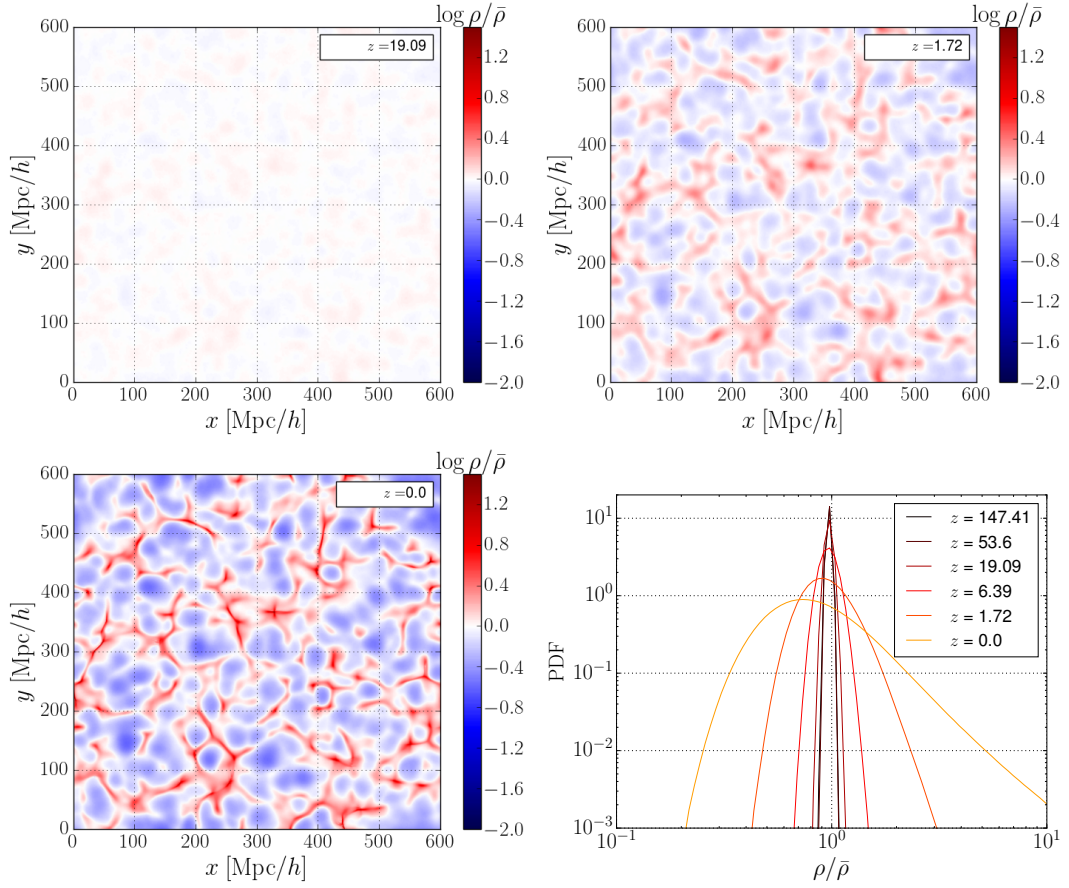 log ρ/ρ̄
600
500
400
300
200
100
0
y [Mpc/h]
z =19.09
1.2
0.8
0.4
0.0
−0.4
−0.8
−1.2
−1.6
−2.0
0 100 200 300 400 500 600
x [Mpc/h]
log ρ/ρ̄
600
500
400
300
200
100
0
y [Mpc/h]
z =1.72
1.2
0.8
0.4
0.0
−0.4
−0.8
−1.2
−1.6
−2.0
0 100 200 300 400 500 600
x [Mpc/h]
log ρ/ρ̄
600
500
400
300
200
100
0
y [Mpc/h]
z =0.0
1.2
0.8
0.4
0.0
−0.4
−0.8
−1.2
−1.6
−2.0
0 100 200 300 400 500 600
x [Mpc/h]
10¹
10⁰
10⁻¹
10⁻²
10⁻³
PDF
z = 147.41
z = 53.6
z = 19.09
z = 6.39
z = 1.72
z = 0.0
10⁻¹ 10⁰ 10¹
ρ/ρ̄